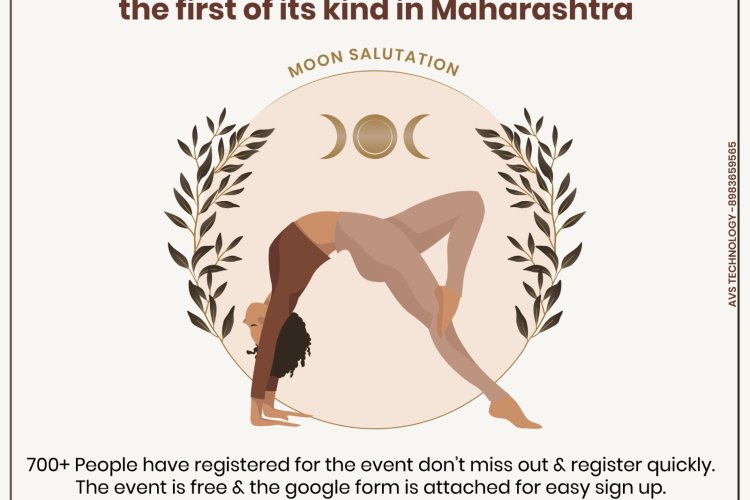 the first of its kind in Maharashtra
MOON SALUTATION
AVS TECHNOLOGY - 8983659565
700+ People have registered for the event don't miss out & register quickly.
The event is free & the google form is attached for easy sign up.